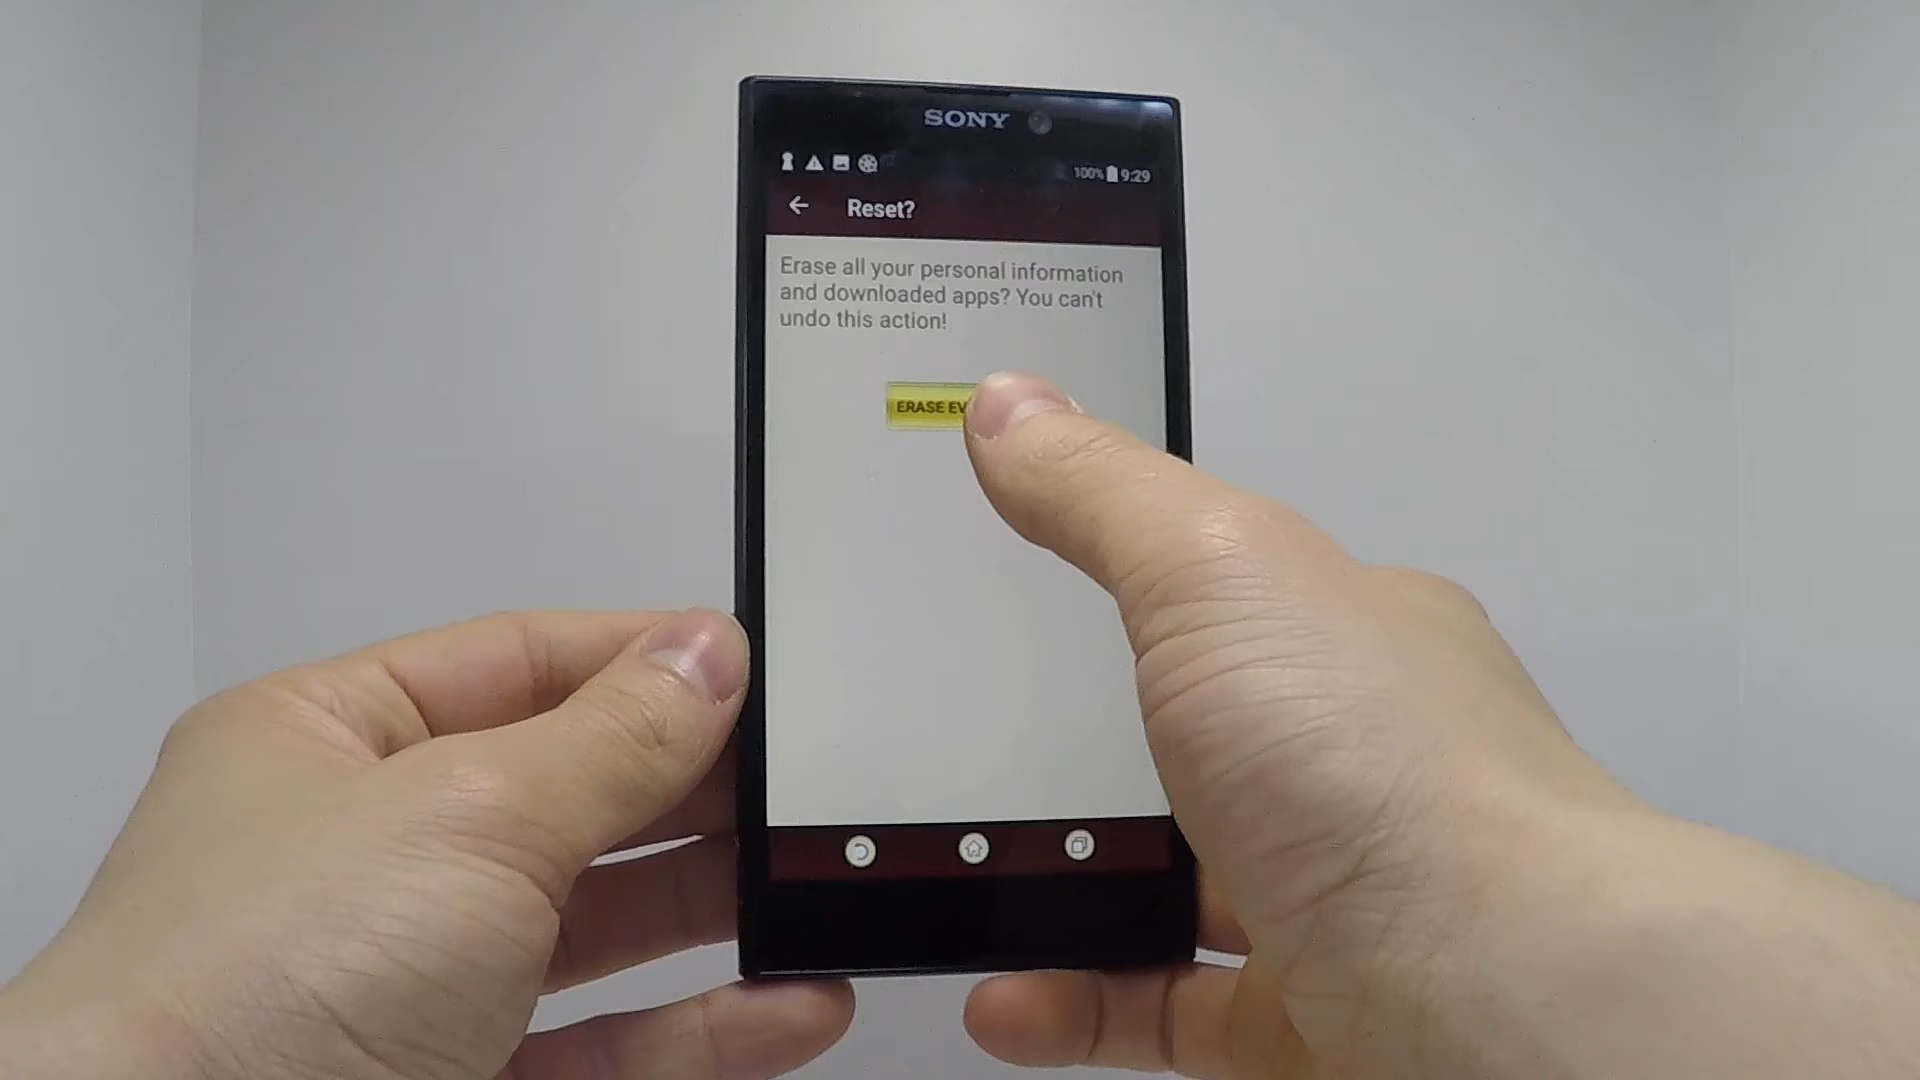 SONY
100% 9:29
Reset?
Erase all your personal information
and downloaded apps? You can't
undo this action!
ERASE